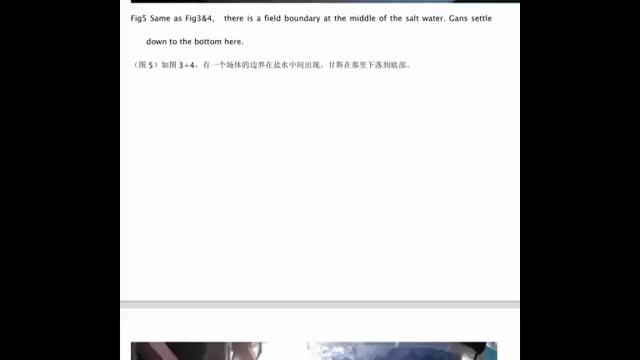 Fig5 Same as Fig3&4, there is a field boundary at the middle of the salt water. Gans settle
down to the bottom here.
（图 5）如图 3+4，有一个场体的边界在盐水中间出现。甘斯在那里下落到底部。